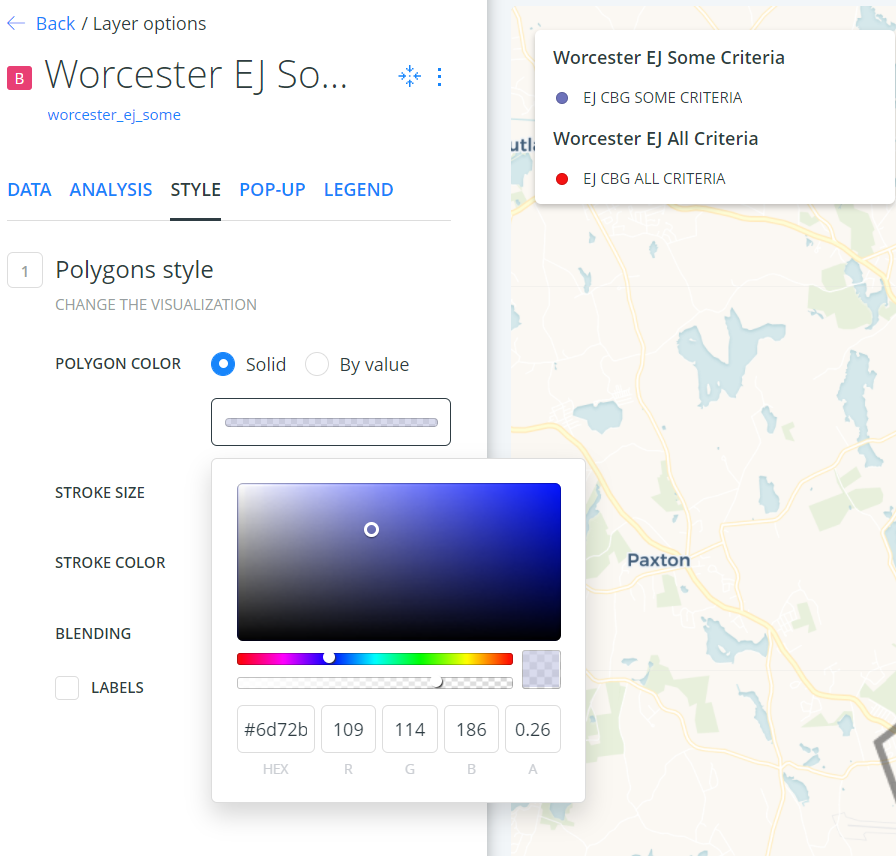 ← Back / Layer options
B Worcester EJ So...
worcester_ej_some
DATA ANALYSIS STYLE POP-UP LEGEND
1 Polygons style
CHANGE THE VISUALIZATION
POLYGON COLOR Solid By value
STROKE SIZE
STROKE COLOR
BLENDING
LABELS
#6d72b 109 114 186 0.26
HEX R G B A
Worcester EJ Some Criteria
EJ CBG SOME CRITERIA
Worcester EJ All Criteria
EJ CBG ALL CRITERIA
Paxton